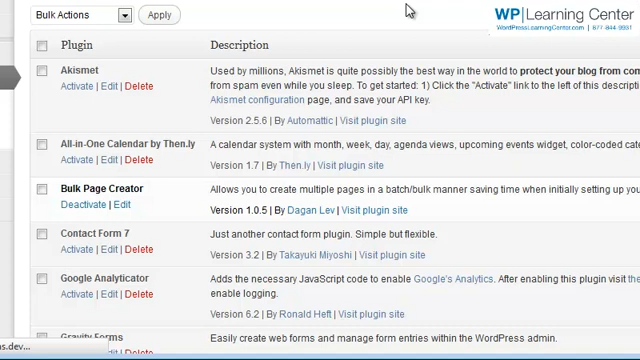 WP|Learning Center
WordPressLearningCenter.com | 877-844-9931
Bulk Actions Apply
Plugin Description
Akismet Used by millions, Akismet is quite possibly the best way in the world to protect your blog from com
Activate | Edit | Delete from spam even while you sleep. To get started: 1) Click the "Activate" link to the left of this descripti
Akismet configuration page, and save your API key.
Version 2.5.6 | By Automattic | Visit plugin site
All-in-One Calendar by Then.ly A calendar system with month, week, day, agenda views, upcoming events widget, color-coded cate
Activate | Edit | Delete Version 1.7 | By Then.ly | Visit plugin site
Bulk Page Creator Allows you to create multiple pages in a batch/bulk manner saving time when initially setting up you
Deactivate | Edit Version 1.0.5 | By Dagan Lev | Visit plugin site
Contact Form 7 Just another contact form plugin. Simple but flexible.
Activate | Edit | Delete Version 3.2 | By Takayuki Miyoshi | Visit plugin site
Google Analyticator Adds the necessary JavaScript code to enable Google's Analytics. After enabling this plugin visit the
Activate | Edit | Delete enable logging.
Version 6.2 | By Ronald Heft | Visit plugin site
Gravity Forms Easily create web forms and manage form entries within the WordPress admin.
ns.dev...